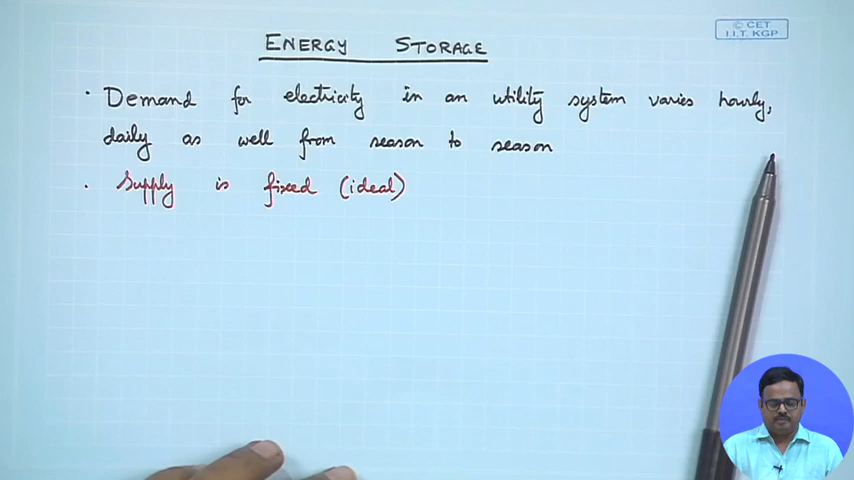 © CET
I.I.T. KGP
ENERGY STORAGE
· Demand for electricity in an utility system varies hourly,
daily as well from season to season
· Supply is fixed (ideal)